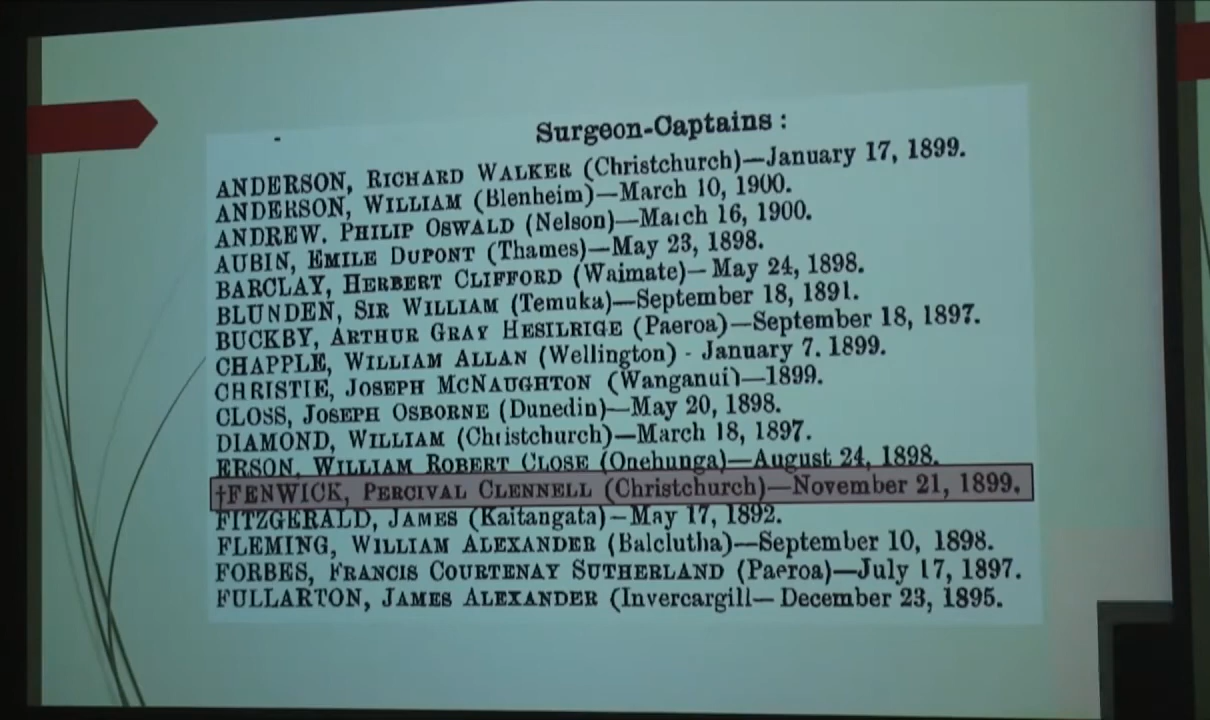 Surgeon-Captains :
ANDERSON, RICHARD WALKER (Christchurch)—January 17, 1899.
ANDERSON, WILLIAM (Blenheim)—March 10, 1900.
ANDREW. PHILIP OSWALD (Nelson)—March 16, 1900.
AUBIN, EMILE DUPONT (Thames)—May 23, 1898.
BARCLAY, HERBERT CLIFFORD (Waimate)— May 24, 1898.
BLUNDEN, SIR WILLIAM (Temuka)—September 18, 1891.
BUCKBY, ARTHUR GRAY HESILRIGE (Paeroa)—September 18, 1897.
CHAPPLE, WILLIAM ALLAN (Wellington) - January 7. 1899.
CHRISTIE, JOSEPH MCNAUGHTON (Wanganui)—1899.
CLOSS, JOSEPH OSBORNE (Dunedin)—May 20, 1898.
DIAMOND, WILLIAM (Christchurch)—March 18, 1897.
ERSON, WILLIAM ROBERT CLOSE (Onehunga)—August 24, 1898.
†FENWICK, PERCIVAL CLENNELL (Christchurch)—November 21, 1899.
FITZGERALD, JAMES (Kaitangata)—May 17, 1892.
FLEMING, WILLIAM ALEXANDER (Balclutha)—September 10, 1898.
FORBES, FRANCIS COURTENAY SUTHERLAND (Paeroa)—July 17, 1897.
FULLARTON, JAMES ALEXANDER (Invercargill— December 23, 1895.